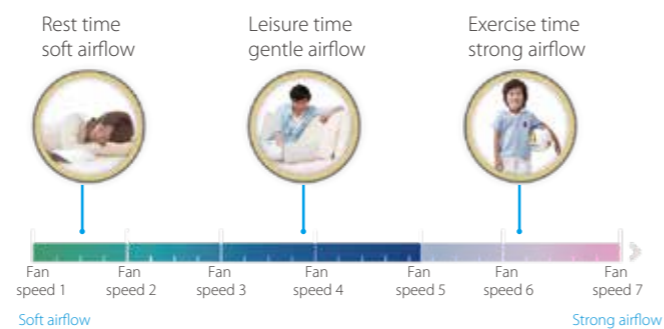 Rest time
soft airflow
Leisure time
gentle airflow
Exercise time
strong airflow
Fan
speed 1
Fan
speed 2
Fan
speed 3
Fan
speed 4
Fan
speed 5
Fan
speed 6
Fan
speed 7
Soft airflow
Strong airflow